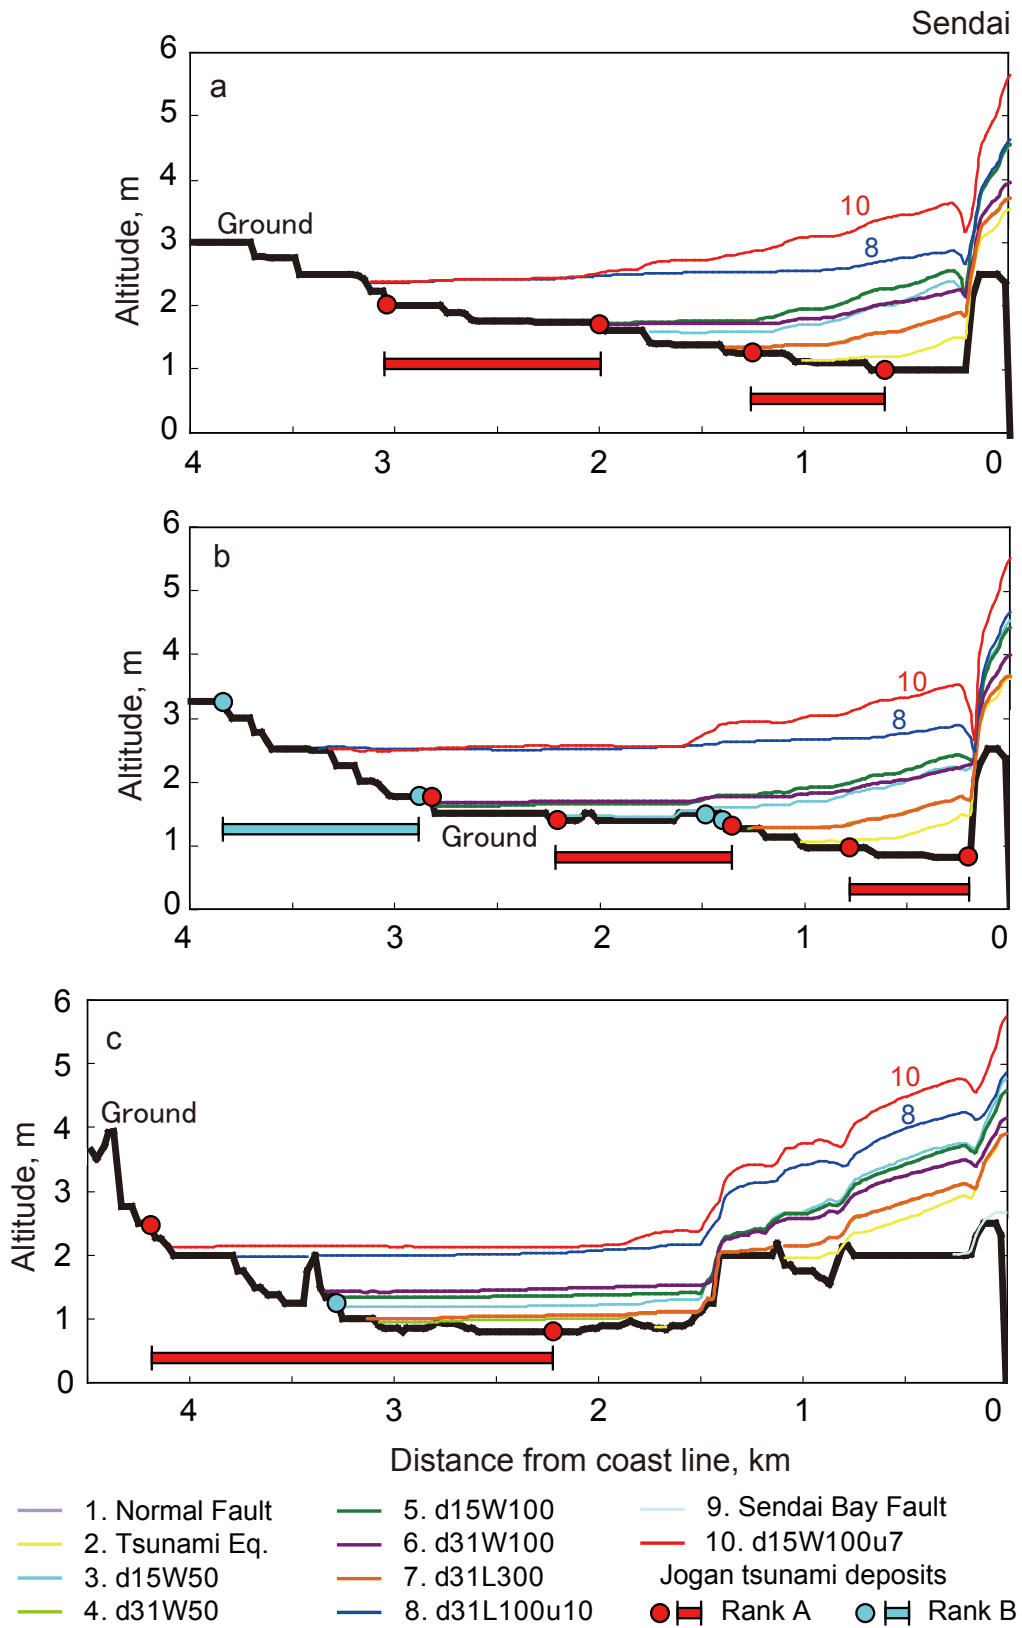 Sendai
6
a
5
Altitude, m
4
10
Ground
8
3
2
1
0
4 3 2 1 0
6
b
5
Altitude, m
4
10
8
3
2
Ground
1
0
4 3 2 1 0
6
c
5
10
Altitude, m
8
Ground
4
3
2
1
0
4 3 2 1 0
Distance from coast line, km
1. Normal Fault
2. Tsunami Eq.
3. d15W50
4. d31W50
5. d15W100
6. d31W100
7. d31L300
8. d31L100u10
9. Sendai Bay Fault
10. d15W100u7
Jogan tsunami deposits
Rank A Rank B